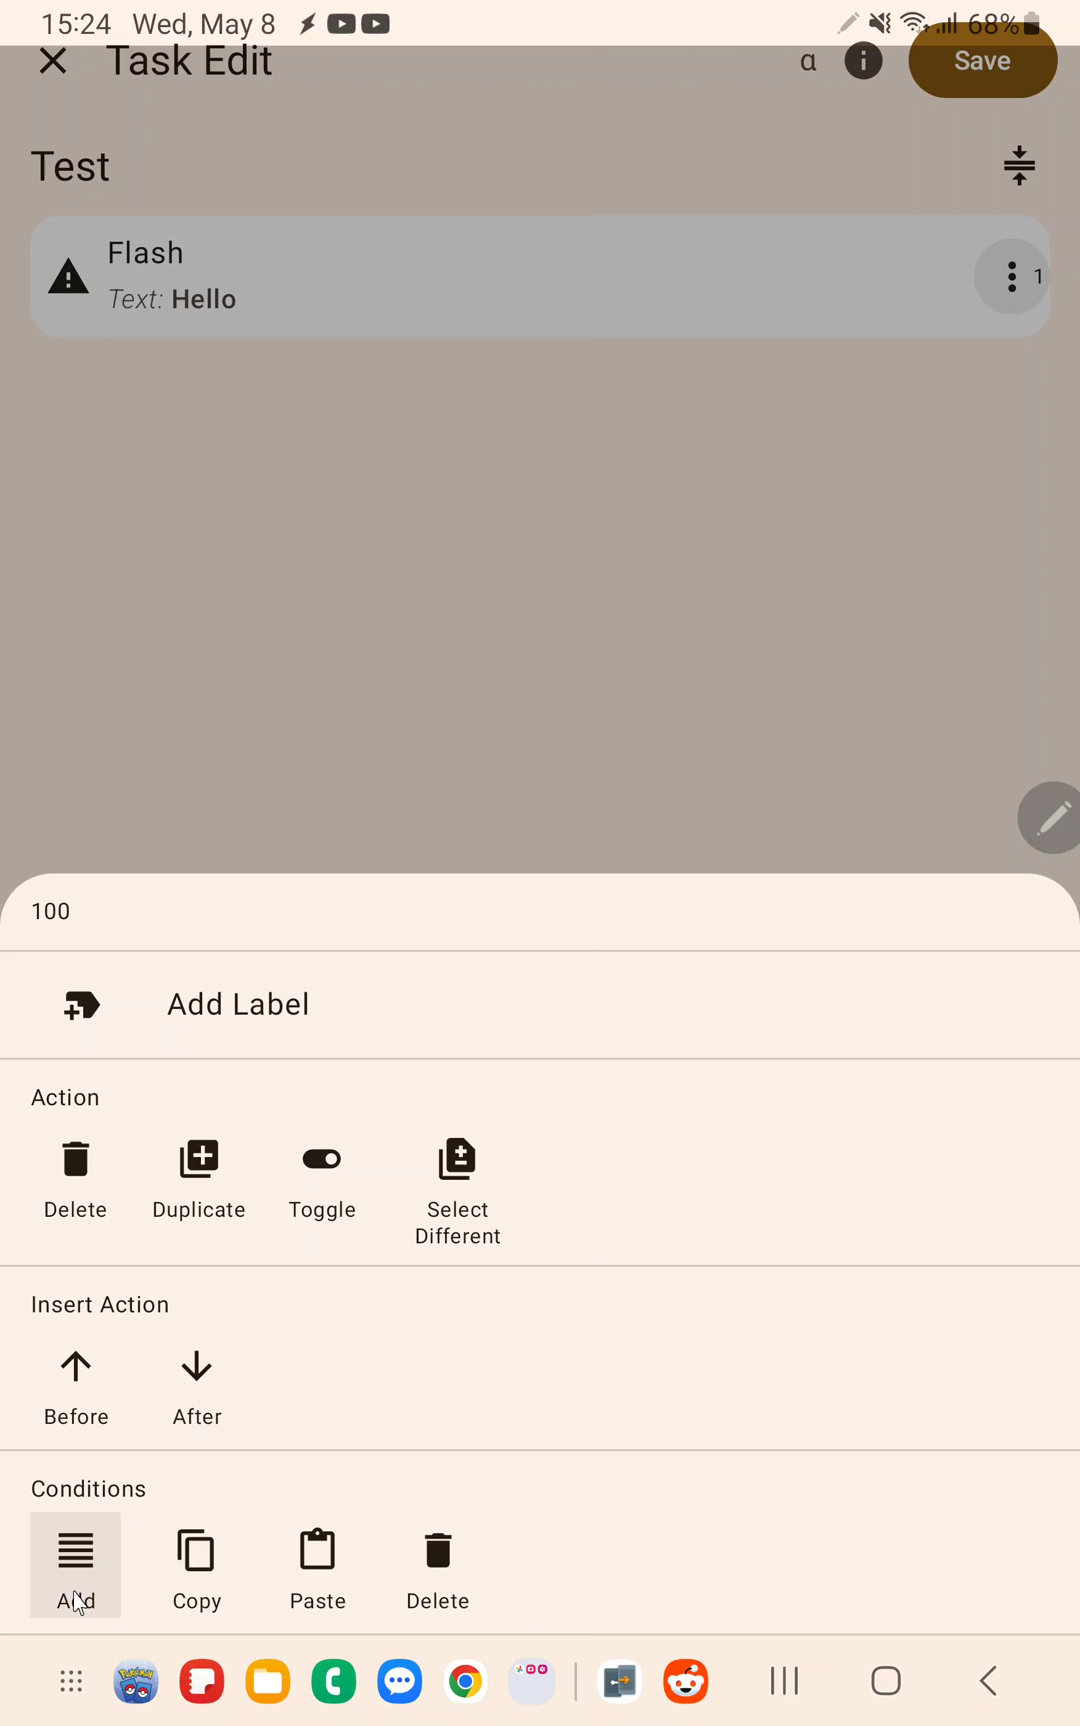 15:24 Wed, May 8 68%
Task Edit α Save
Test
Flash
Text: Hello
1
100
Add Label
Action
Delete Duplicate Toggle Select Different
Insert Action
Before After
Conditions
Add Copy Paste Delete